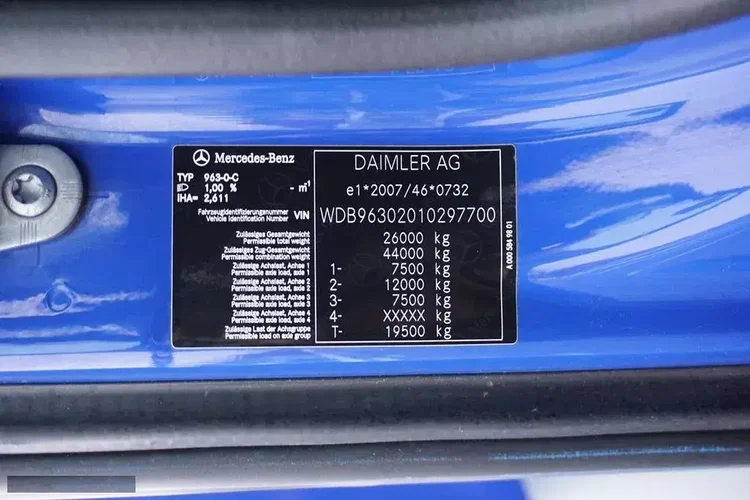 Mercedes-Benz
TYP 963-0-C
1,00 % - m⁻¹
IHA= 2,611
Fahrzeugidentifizierungsnummer
Vehicle Identification Number VIN
Zulässiges Gesamtgewicht
Permissible total weight
Zulässiges Zug-Gesamtgewicht
Permissible combination weight
Zulässige Achslast, Achse 1
Permissible axle load, axle 1
Zulässige Achslast, Achse 2
Permissible axle load, axle 2
Zulässige Achslast, Achse 3
Permissible axle load, axle 3
Zulässige Achslast, Achse 4
Permissible axle load, axle 4
Zulässige Last der Achsgruppe
Permissible load on axle group
DAIMLER AG
e1*2007/46*0732
WDB96302010297700
26000 kg
44000 kg
1- 7500 kg
2- 12000 kg
3- 7500 kg
4- XXXXX kg
T- 19500 kg
A 000 584 98 01